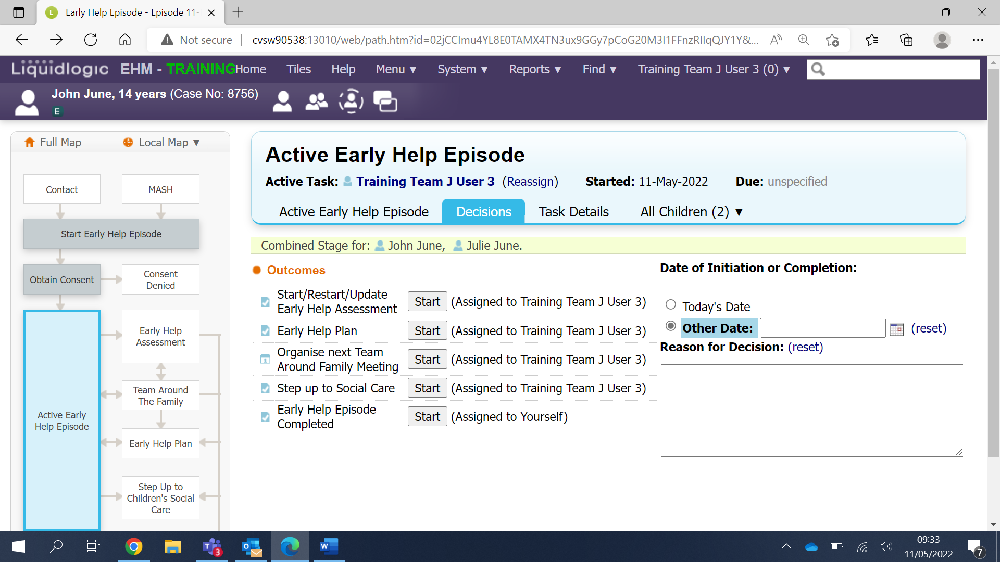 Early Help Episode - Episode 11-
Not secure
cvsw90538:13010/web/path.htm?id=02jCCImu4YL8E0TAMX4TN3ux9GGy7pCoG20M3I1FFnzRIIqQJY1Y&...
Liquidlogic EHM - TRAINING Home Tiles Help Menu ▼ System ▼ Reports ▼ Find ▼ Training Team J User 3 (0) ▼
John June, 14 years (Case No: 8756)
E
Full Map Local Map ▼
Contact
MASH
Start Early Help Episode
Obtain Consent
Consent
Denied
Active Early
Help Episode
Early Help
Assessment
Team Around
The Family
Early Help Plan
Step Up to
Children's Social
Care
Active Early Help Episode
Active Task: Training Team J User 3 (Reassign) Started: 11-May-2022 Due: unspecified
Active Early Help Episode Decisions Task Details All Children (2) ▼
Combined Stage for: John June, Julie June.
Outcomes
Start/Restart/Update
Early Help Assessment
Start (Assigned to Training Team J User 3)
Early Help Plan Start (Assigned to Training Team J User 3)
Organise next Team
Around Family Meeting
Start (Assigned to Training Team J User 3)
Step up to Social Care Start (Assigned to Training Team J User 3)
Early Help Episode
Completed
Start (Assigned to Yourself)
Date of Initiation or Completion:
Today's Date
Other Date: (reset)
Reason for Decision: (reset)
3
09:33
11/05/2022
7